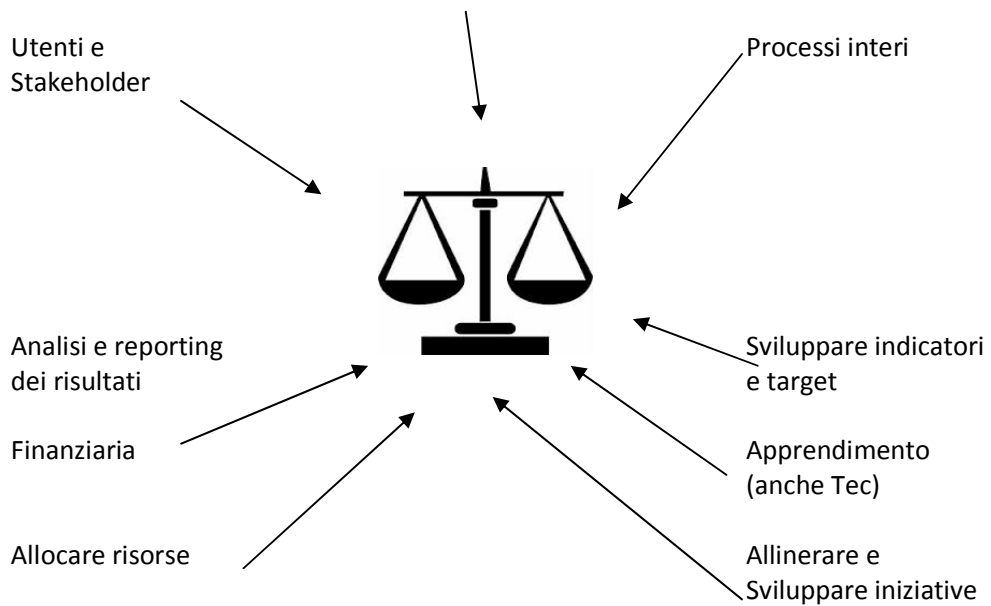 Utenti e
Stakeholder
Processi interi
Analisi e reporting
dei risultati
Sviluppare indicatori
e target
Finanziaria
Apprendimento
(anche Tec)
Allocare risorse
Allinerare e
Sviluppare iniziative